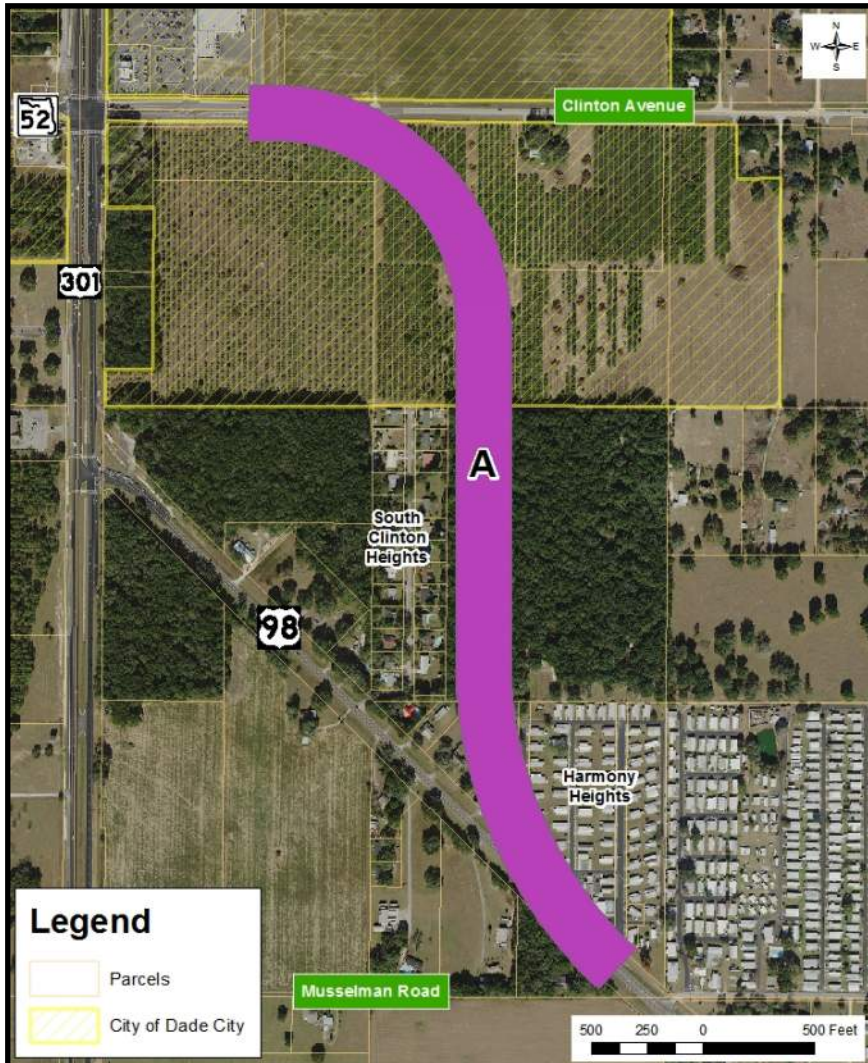 N
W E
S
Clinton Avenue
52
301
A
South
Clinton
Heights
98
Harmony
Heights
Legend
Parcels
City of Dade City
Musselman Road
500 250 0 500 Feet